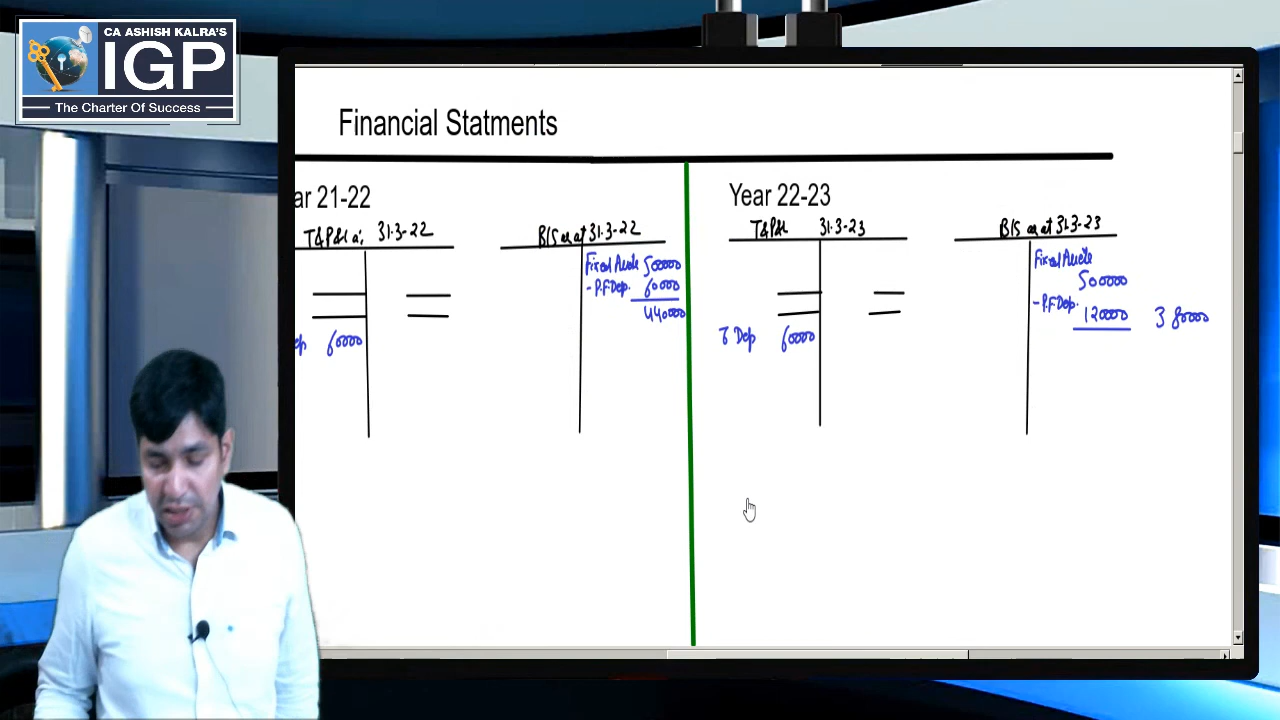 CA ASHISH KALRA'S
IGP
The Charter Of Success
Financial Statments
ar 21-22
T&P&L a; 31.3-22
B/S as at 31.3-22
Fixed Assets 500000
- P.F Dep. 60000
440000
ep 60000
Year 22-23
T&P&L 31.3-23
B/S as at 31.3-23
Fixed Assets
500000
- P.F Dep.
120000 380000
Dep 60000